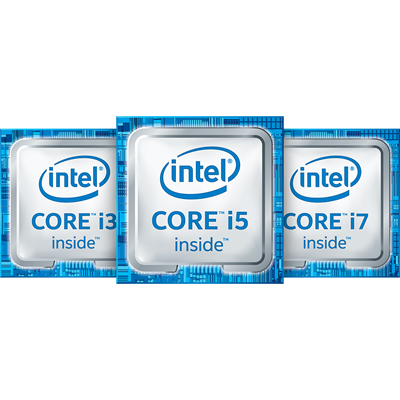 intel
CORE™ i3
inside™
intel
CORE™ i5
inside™
intel
CORE™ i7
inside™